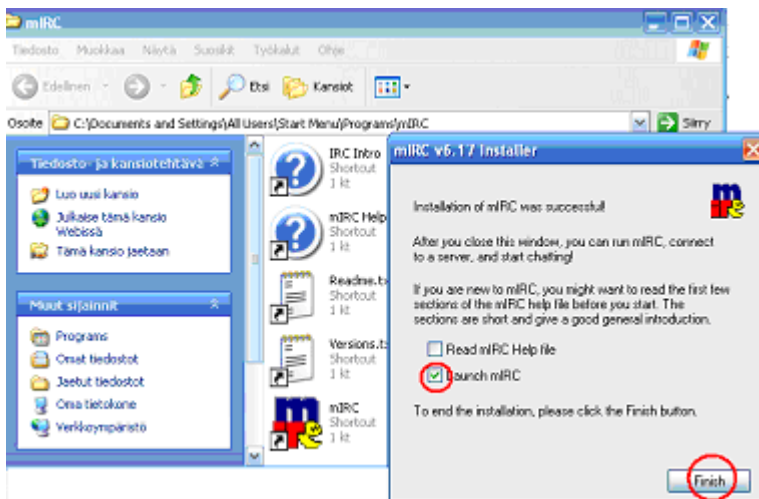 mIRC
Tiedosto Muokkaa Näytä Suosikit Työkalut Ohje
Edellinen Etsi Kansiot
Osoite C:\Documents and Settings\All Users\Start Menu\Programs\mIRC Siirry
Tiedosto- ja kansiotehtävä
Luo uusi kansio
Julkaise tämä kansio
Webissä
Tämä kansio jaetaan
Muut sijainnit
Programs
Omat tiedostot
Jaetut tiedostot
Oma tietokone
Verkkoympäristö
IRC Intro
Shortcut
1 kt
mIRC Help
Shortcut
1 kt
Readme.tx
Shortcut
1 kt
Versions.t
Shortcut
1 kt
mIRC
Shortcut
1 kt
mIRC v6.17 Installer
Installation of mIRC was successful!
After you close this window, you can run mIRC, connect
to a server, and start chatting!
If you are new to mIRC, you might want to read the first few
sections of the mIRC help file before you start. The
sections are short and give a good general introduction.
Read mIRC Help file
Launch mIRC
To end the installation, please click the Finish button.
Finish